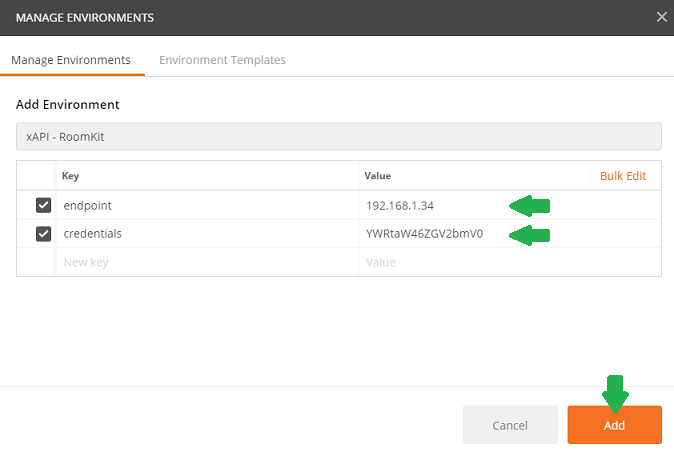 MANAGE ENVIRONMENTS
Manage Environments Environment Templates
Add Environment
xAPI - RoomKit
Key Value Bulk Edit
endpoint 192.168.1.34
credentials YWRtaW46ZGV2bmV0
New key Value
Cancel Add